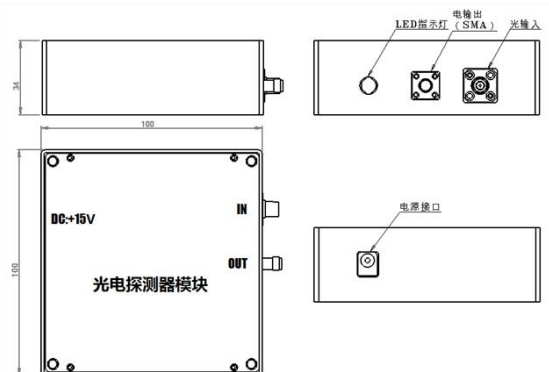 LED指示灯
电输出
（SMA）
光输入
34
100
100
DC:+15V
IN
OUT
光电探测器模块
电源接口